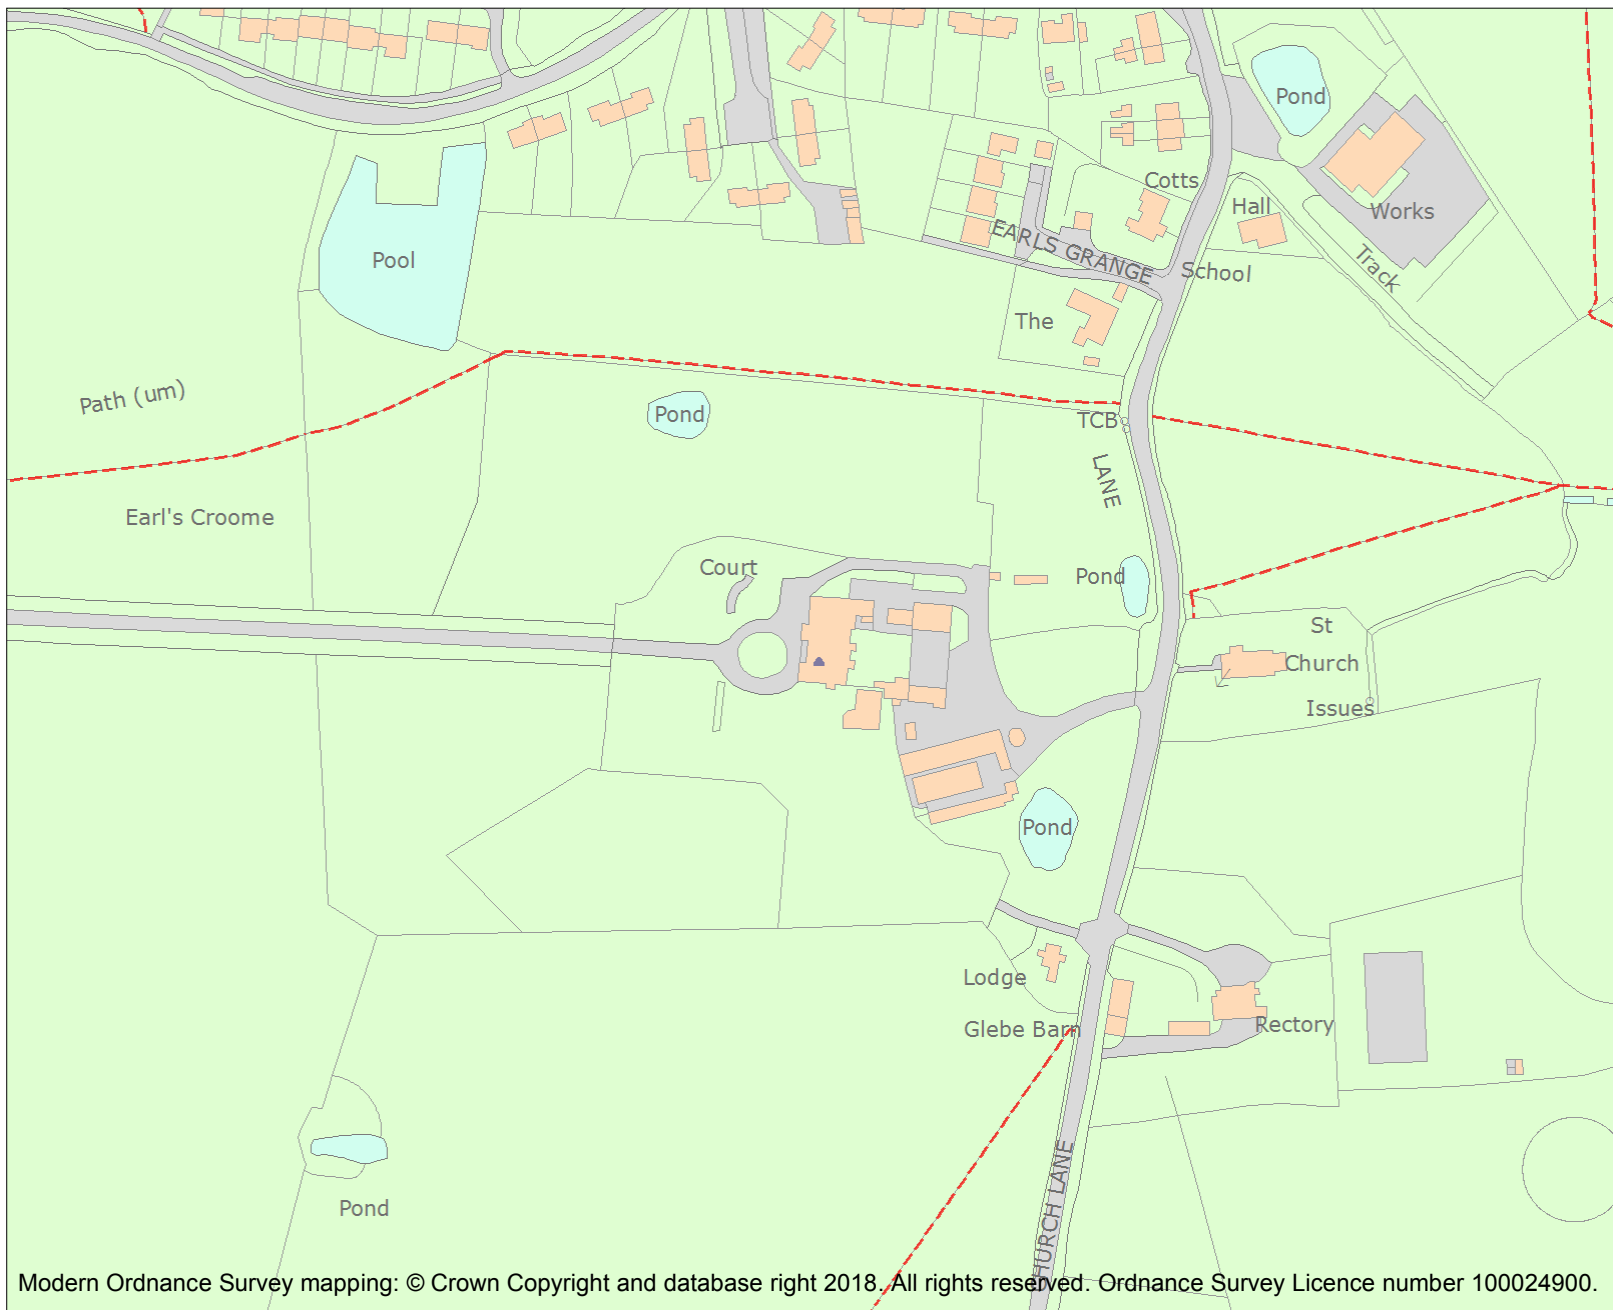 Pond
Cotts
Hall
Works
EARLS GRANGE
Pool
School
Track
The
Path (um)
Pond
TCB
LANE
Earl's Croome
Court
Pond
St
Church
Issues
Pond
Lodge
Glebe Barn
Rectory
HURCH LANE
Pond
Modern Ordnance Survey mapping: © Crown Copyright and database right 2018. All rights reserved. Ordnance Survey Licence number 100024900.